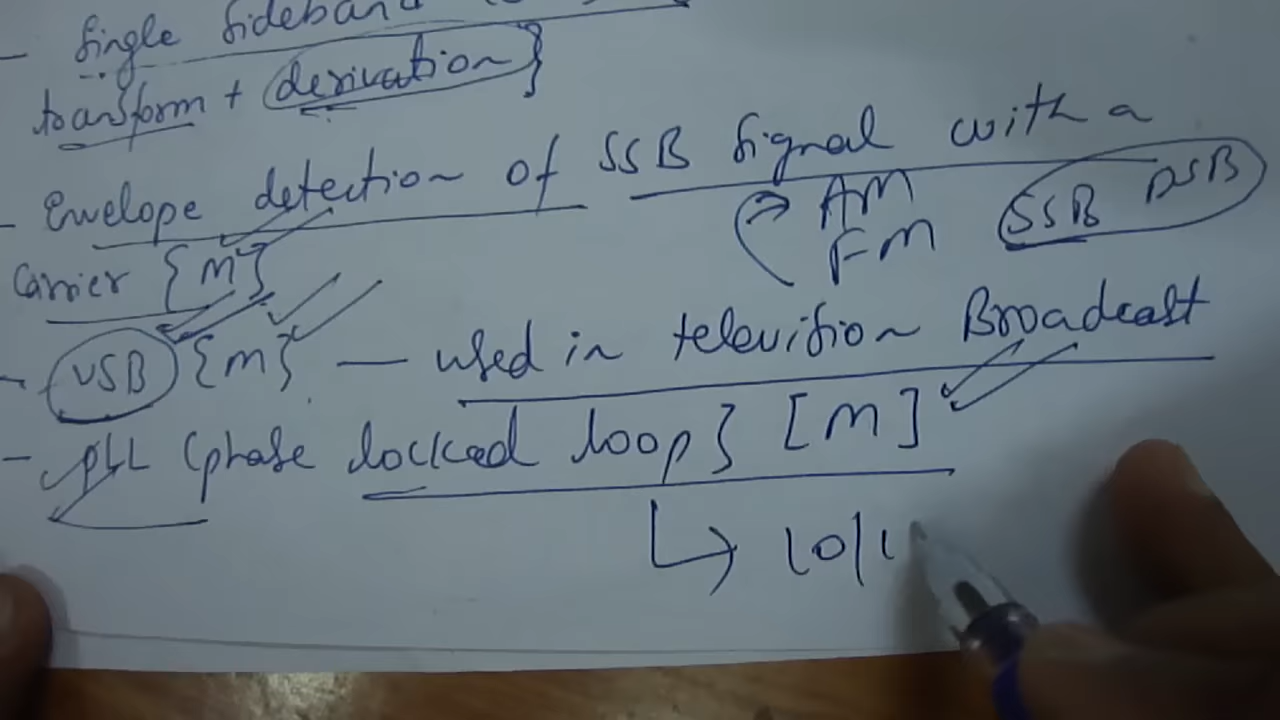 - Single Sideband
transform + derivation}
- Envelope detection of SSB Signal with a
AM SSB DSB
FM
Carrier {M}
- VSB {m} — used in television Broadcast
- PLL (phase locked loop} [M]
↳ 10/1